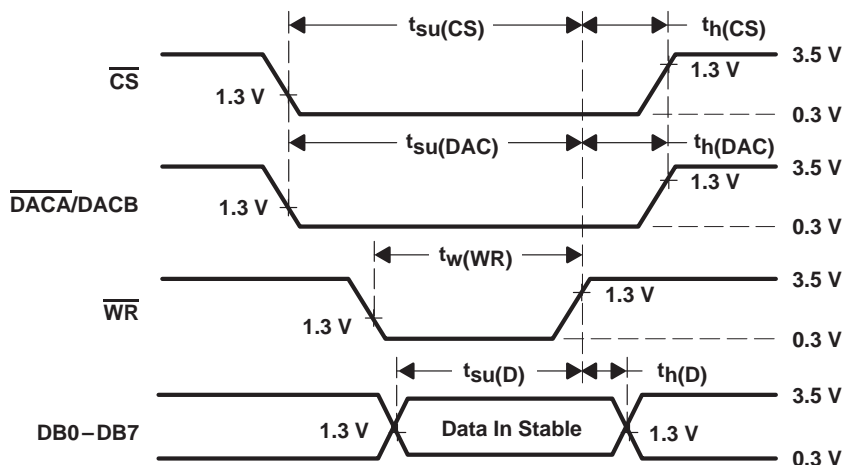 tsu(CS) th(CS)
CS 1.3 V 1.3 V 3.5 V
0.3 V
tsu(DAC) th(DAC)
DACA/DACB 1.3 V 1.3 V 3.5 V
0.3 V
tw(WR)
WR 1.3 V 1.3 V 3.5 V
0.3 V
tsu(D) th(D)
DB0–DB7 1.3 V Data In Stable 1.3 V 3.5 V
0.3 V